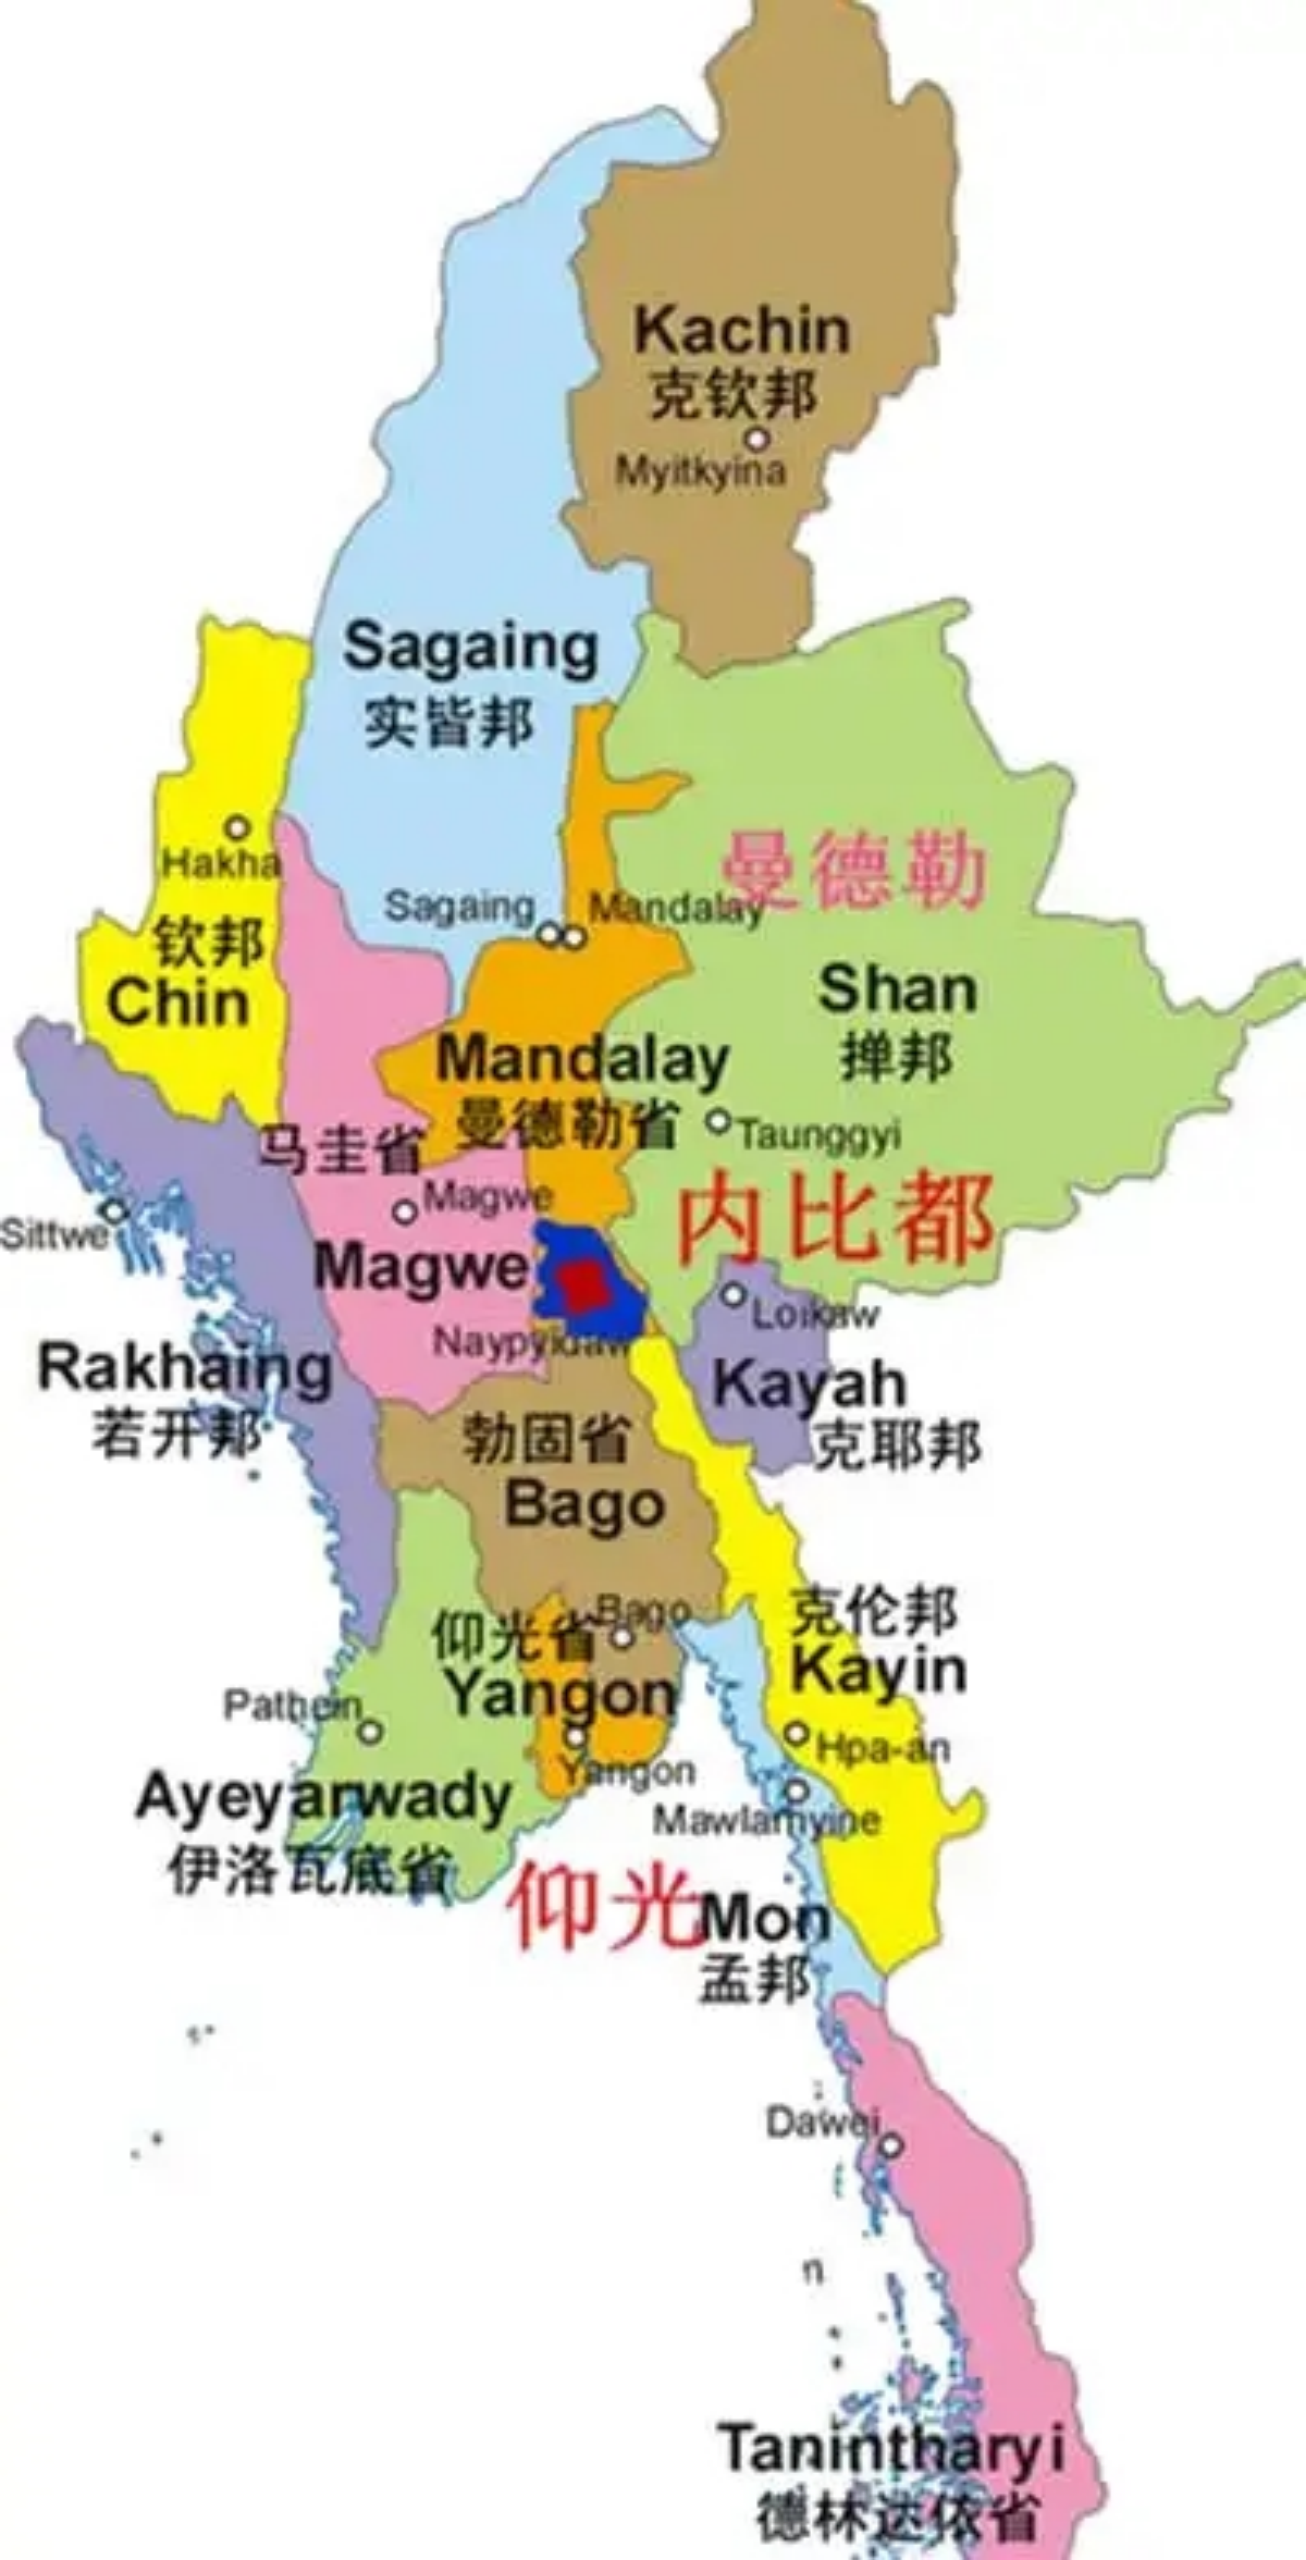 Kachin
克钦邦
Myitkyina
Sagaing
实皆邦
Hakha
钦邦
Chin
Sagaing
Mandalay
曼德勒
Shan
掸邦
Mandalay
曼德勒省
Taunggyi
马圭省
Magwe
Magwe
内比都
Sittwe
Loikaw
Naypyidaw
Rakhaing
若开邦
Kayah
克耶邦
勃固省
Bago
Bago
克伦邦
Kayin
仰光省
Yangon
Pathein
Hpa-an
Yangon
Ayeyarwady
伊洛瓦底省
Mawlamyine
仰光
Mon
孟邦
Dawei
n
Tanintharyi
德林达依省